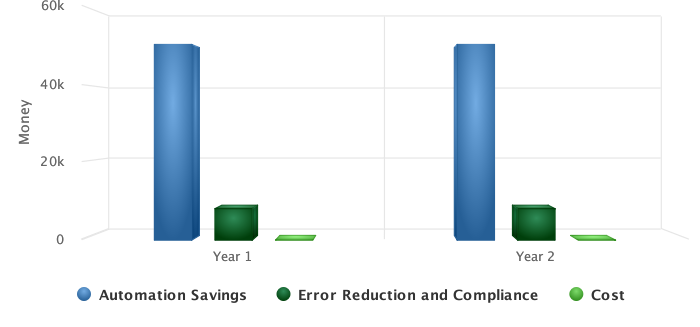 60k
40k
20k
0
Money
Year 1
Year 2
Automation Savings
Error Reduction and Compliance
Cost